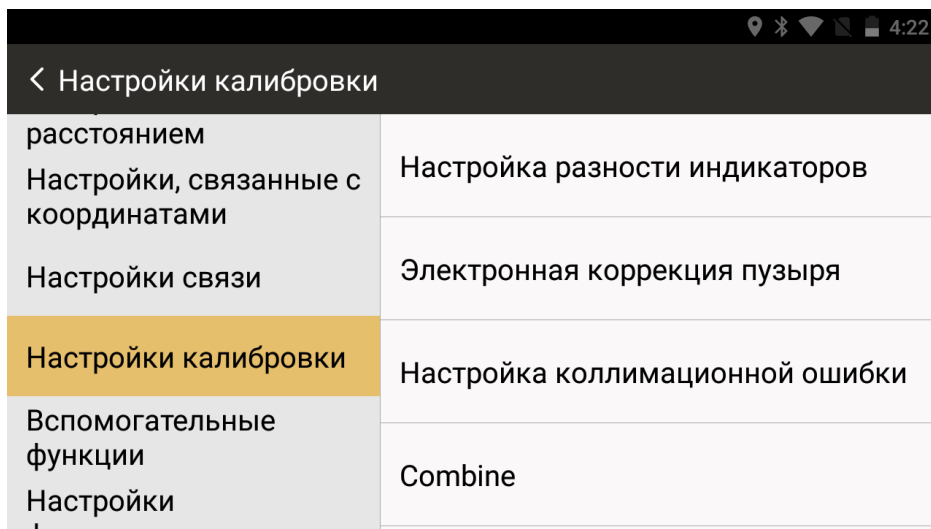 4:22
Настройки калибровки
расстоянием
Настройки, связанные с
координатами
Настройки связи
Настройки калибровки
Вспомогательные
функции
Настройки
Настройка разности индикаторов
Электронная коррекция пузыря
Настройка коллимационной ошибки
Combine